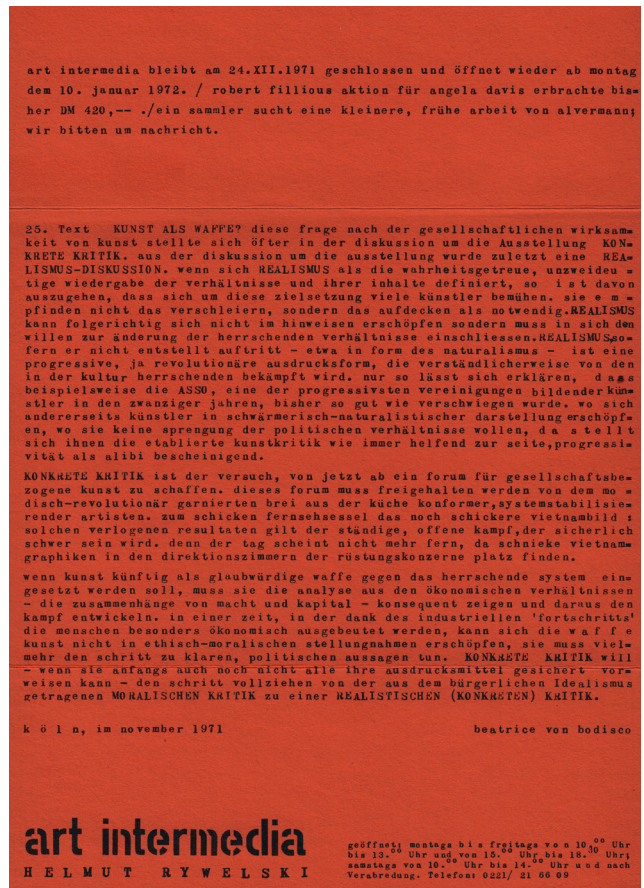 art intermedia bleibt am 24.XII.1971 geschlossen und öffnet wieder ab montag
dem 10. januar 1972. / robert fillious aktion für angela davis erbrachte bis=
her DM 420,-- ./ein sammler sucht eine kleinere, frühe arbeit von alvermann;
wir bitten um nachricht.
25. Text KUNST ALS WAFFE? diese frage nach der gesellschaftlichen wirksam=
keit von kunst stellte sich öfter in der diskussion um die Ausstellung KON=
KRETE KRITIK. aus der diskussion um die ausstellung wurde zuletzt eine REA=
LISMUS-DISKUSSION. wenn sich REALISMUS als die wahrheitsgetreue, unzweideu =
tige wiedergabe der verhältnisse und ihrer inhalte definiert, so ist davon
auszugehen, dass sich um diese zielsetzung viele künstler bemühen. sie e m =
pfinden nicht das verschleiern, sondern das aufdecken als notwendig.REALISMUS
kann folgerichtig sich nicht im hinweisen erschöpfen sondern muss in sich den
willen zur änderung der herrschenden verhältnisse einschliessen.REALISMUS,so=
fern er nicht entstellt auftritt - etwa in form des naturalismus - ist eine
progressive, ja revolutionäre ausdrucksform, die verständlicherweise von den
in der kultur herrschenden bekämpft wird. nur so lässt sich erklären, d a s s
beispielsweise die ASSO, eine der progressivsten vereinigungen bildender kün=
stler in den zwanziger jahren, bisher so gut wie verschwiegen wurde. wo sich
andererseits künstler in schwärmerisch-naturalistischer darstellung erschöpf=
en, wo sie keine sprengung der politischen verhältnisse wollen, d a s t e l l t
sich ihnen die etablierte kunstkritik wie immer helfend zur seite,progressi=
vität als alibi bescheinigend.
KONKRETE KRITIK ist der versuch, von jetzt ab ein forum für gesellschaftsbe=
zogene kunst zu schaffen. dieses forum muss freigehalten werden von dem mo =
disch-revolutionär garnierten brei aus der küche konformer,systemstabilisie=
render artisten. zum schicken fernsehsessel das noch schickere vietnambild :
solchen verlogenen resultaten gilt der ständige, offene kampf,der sicherlich
schwer sein wird. denn der tag scheint nicht mehr fern, da schnieke vietnam=
graphiken in den direktionszimmern der rüstungskonzerne platz finden.
wenn kunst künftig als glaubwürdige waffe gegen das herrschende system ein=
gesetzt werden soll, muss sie die analyse aus den ökonomischen verhältnissen
- die zusammenhänge von macht und kapital - konsequent zeigen und daraus den
kampf entwickeln. in einer zeit, in der dank des industriellen 'fortschritts'
die menschen besonders ökonomisch ausgebeutet werden, kann sich die w a f f e
kunst nicht in ethisch-moralischen stellungnahmen erschöpfen, sie muss viel=
mehr den schritt zu klaren, politischen aussagen tun. KONKRETE KRITIK will
- wenn sie anfangs auch noch nicht alle ihre ausdrucksmittel gesichert vor=
weisen kann - den schritt vollziehen von der aus dem bürgerlichen Idealismus
getragenen MORALISCHEN KRITIK zu einer REALISTISCHEN (KONKRETEN) KRITIK.
k ö l n, im november 1971 beatrice von bodisco
art intermedia
HELMUT RYWELSKI
geöffnet: montags b i s freitags v o n 10.00 Uhr
bis 13.00 Uhr und von 15.00 Uhr bis 18.30 Uhr;
samstags von 10.00 Uhr bis 14.00 Uhr u n d nach
Verabredung. Telefon: 0221/ 21 66 09